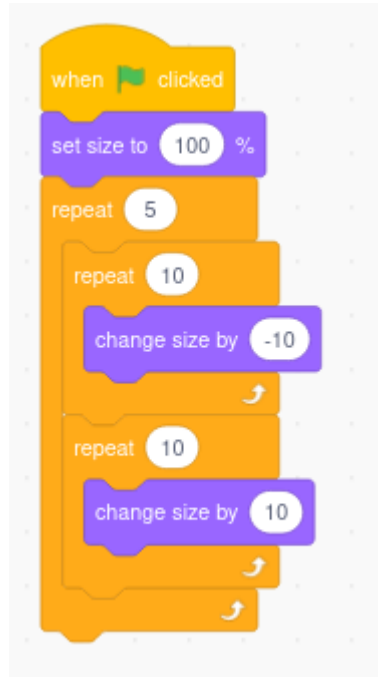 when clicked
set size to 100 %
repeat 5
repeat 10
change size by -10
repeat 10
change size by 10